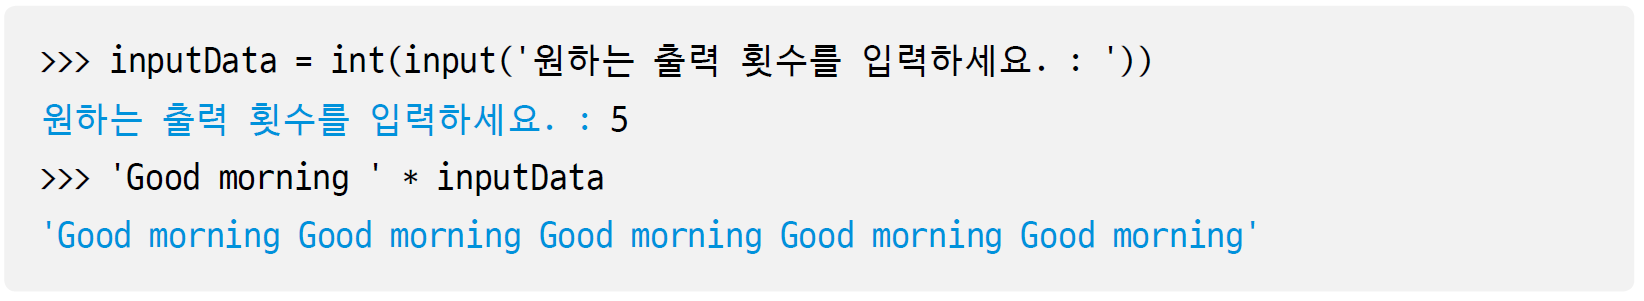 >>> inputData = int(input('원하는 출력 횟수를 입력하세요. : '))
원하는 출력 횟수를 입력하세요. : 5
>>> 'Good morning ' * inputData
'Good morning Good morning Good morning Good morning Good morning'